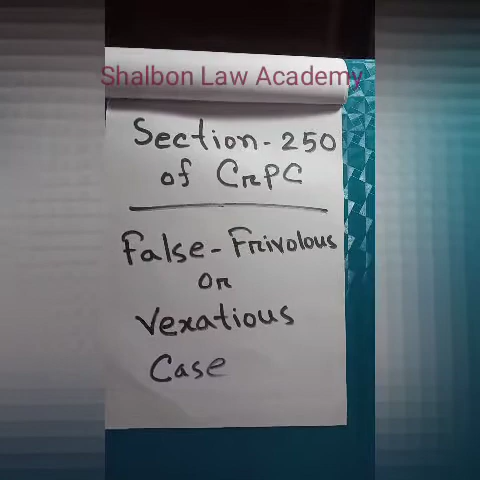 Shalbon Law Academy
Section-250
of CrPC
False-Frivolous
Or
Vexatious
Case